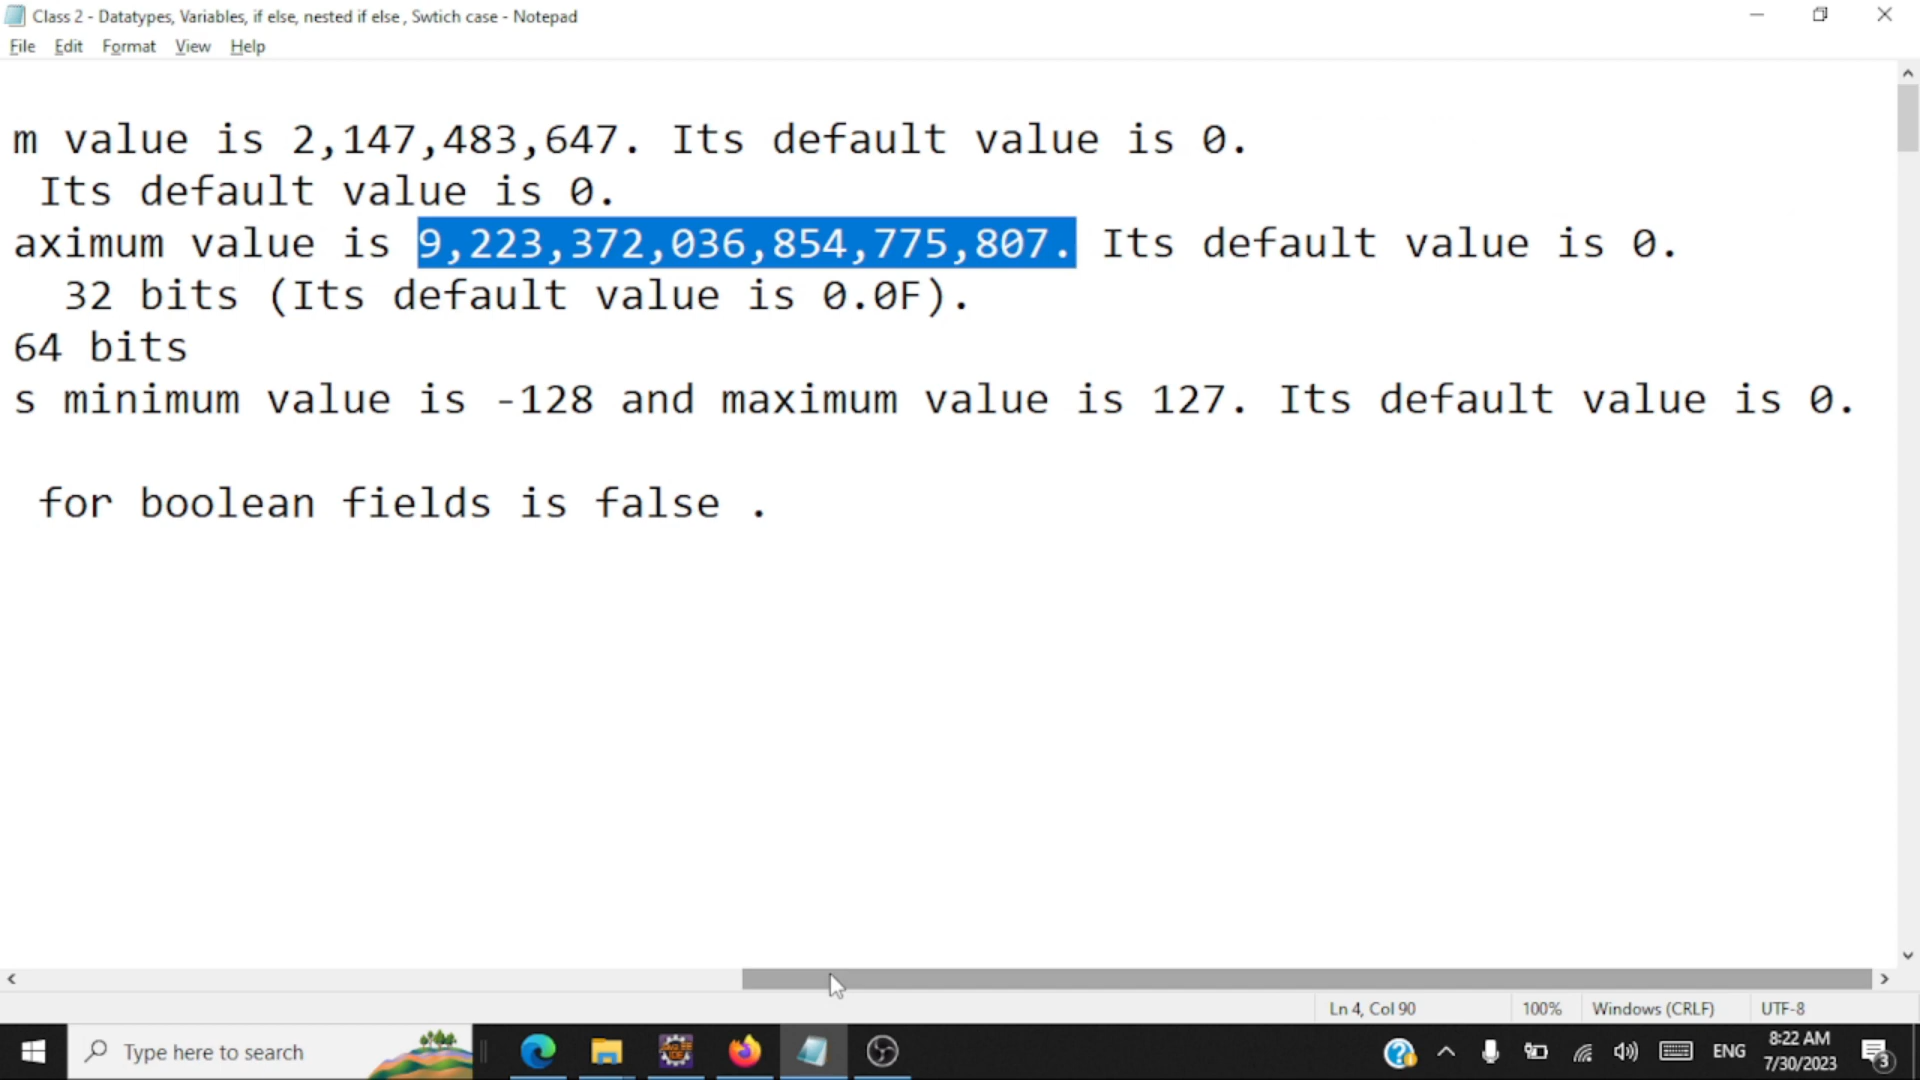 Class 2 - Datatypes, Variables, if else, nested if else , Swtich case - Notepad
File Edit Format View Help
m value is 2,147,483,647. Its default value is 0.
Its default value is 0.
aximum value is 9,223,372,036,854,775,807. Its default value is 0.
32 bits (Its default value is 0.0F).
64 bits
s minimum value is -128 and maximum value is 127. Its default value is 0.
for boolean fields is false .
Ln 4, Col 90 100% Windows (CRLF) UTF-8
Type here to search
ENG
8:22 AM
7/30/2023
3